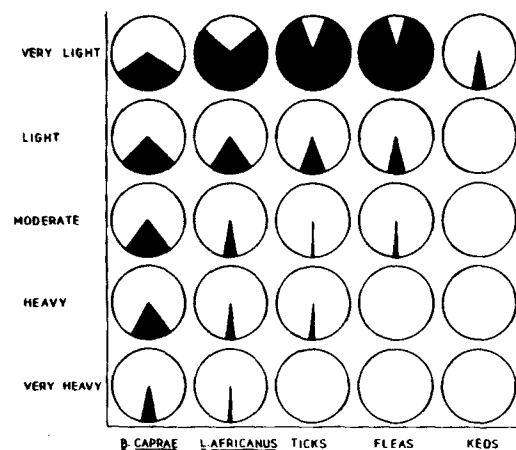 VERY LIGHT
LIGHT
MODERATE
HEAVY
VERY HEAVY
B. CAPRAE L. AFRICANUS TICKS FLEAS KEDS